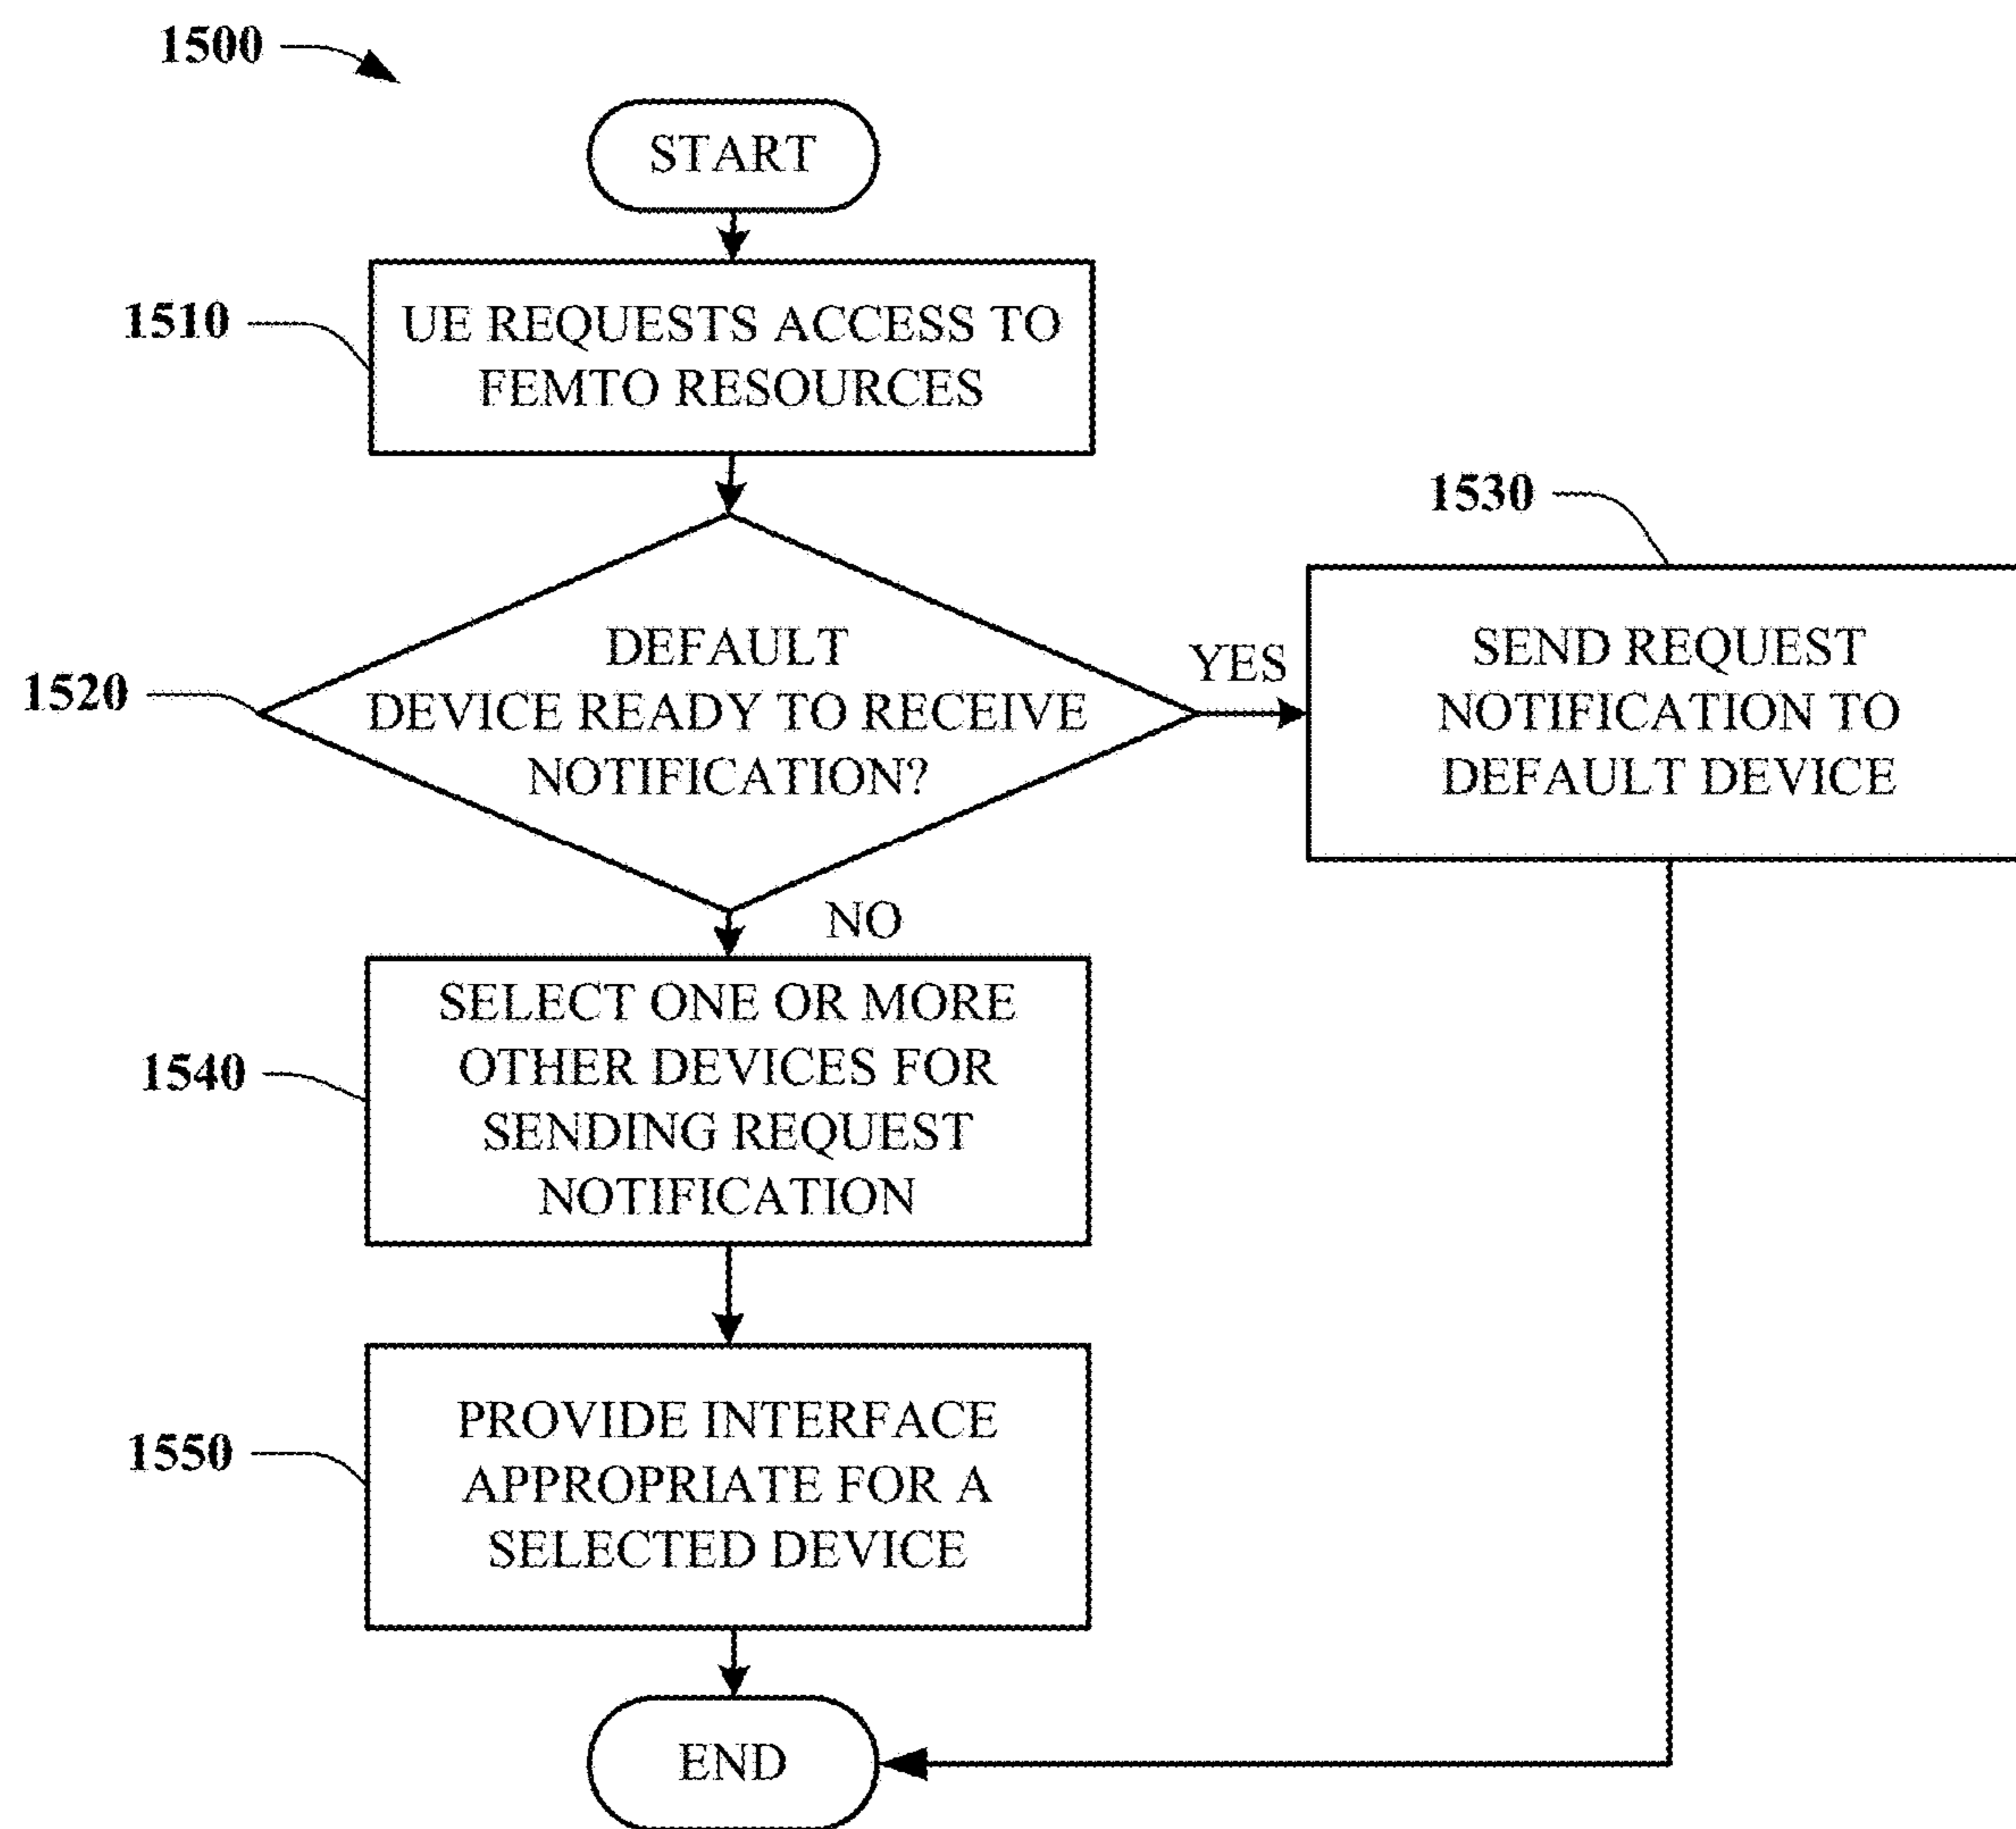 1500
START
1510
UE REQUESTS ACCESS TO
FEMTO RESOURCES
1520
DEFAULT
DEVICE READY TO RECEIVE
NOTIFICATION?
YES
1530
SEND REQUEST
NOTIFICATION TO
DEFAULT DEVICE
NO
1540
SELECT ONE OR MORE
OTHER DEVICES FOR
SENDING REQUEST
NOTIFICATION
1550
PROVIDE INTERFACE
APPROPRIATE FOR A
SELECTED DEVICE
END